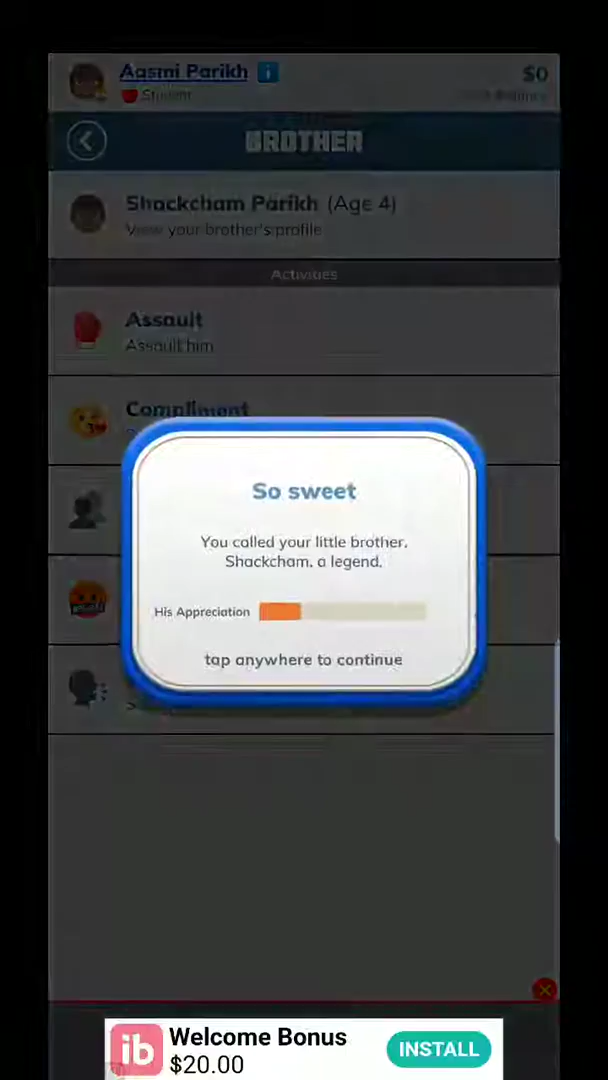 Aasmi Parikh
Student
$0
Balance
BROTHER
Shackcham Parikh (Age 4)
View your brother's profile
Activities
Assault
Assault him
Compliment
So sweet
You called your little brother,
Shackcham, a legend.
His Appreciation
tap anywhere to continue
ib
Welcome Bonus
$20.00
INSTALL